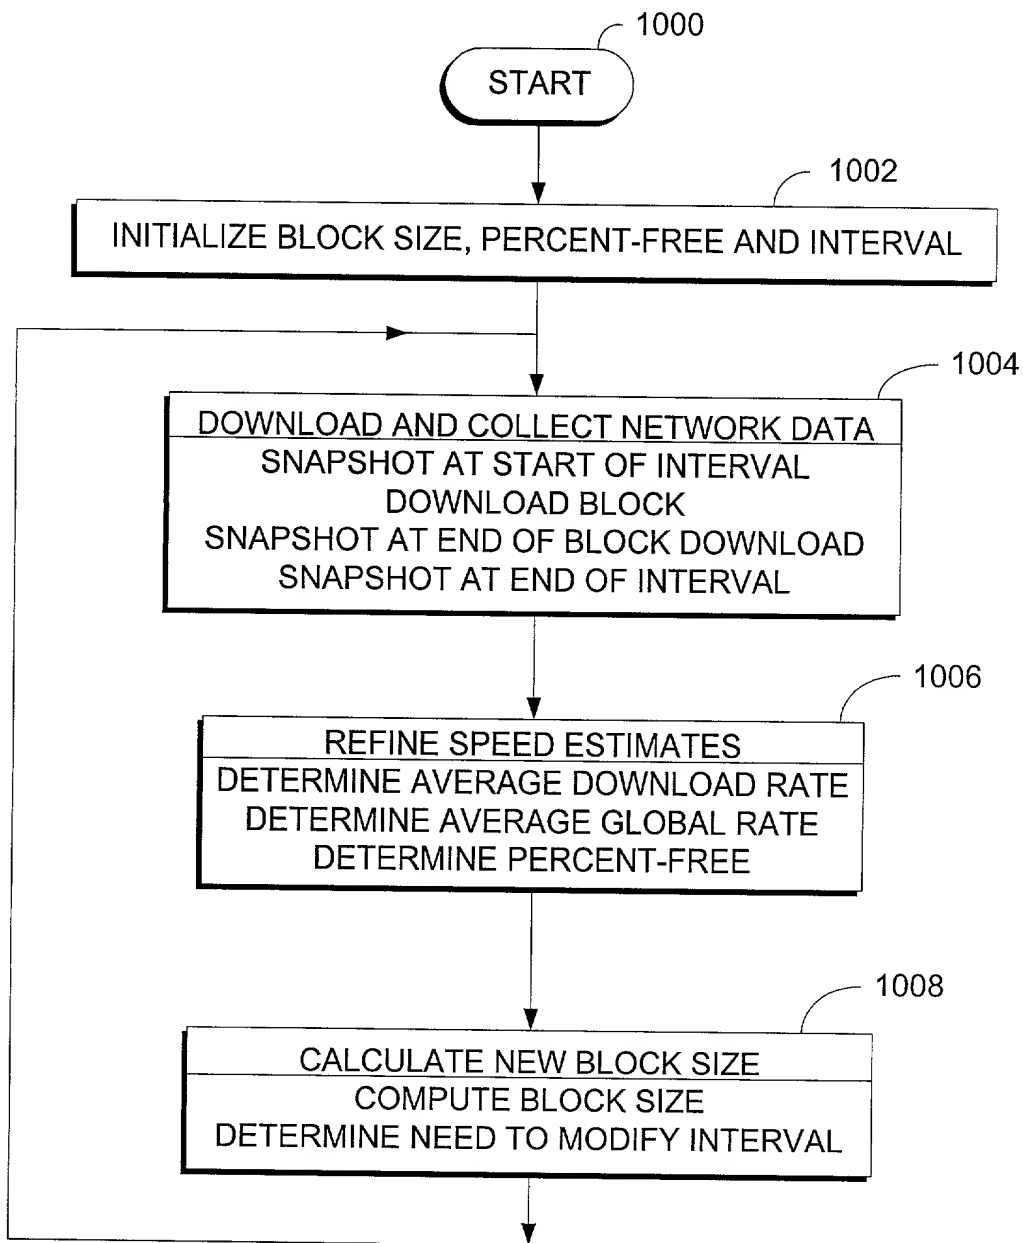 1000
START
1002
INITIALIZE BLOCK SIZE, PERCENT-FREE AND INTERVAL
1004
DOWNLOAD AND COLLECT NETWORK DATA
SNAPSHOT AT START OF INTERVAL
DOWNLOAD BLOCK
SNAPSHOT AT END OF BLOCK DOWNLOAD
SNAPSHOT AT END OF INTERVAL
1006
REFINE SPEED ESTIMATES
DETERMINE AVERAGE DOWNLOAD RATE
DETERMINE AVERAGE GLOBAL RATE
DETERMINE PERCENT-FREE
1008
CALCULATE NEW BLOCK SIZE
COMPUTE BLOCK SIZE
DETERMINE NEED TO MODIFY INTERVAL